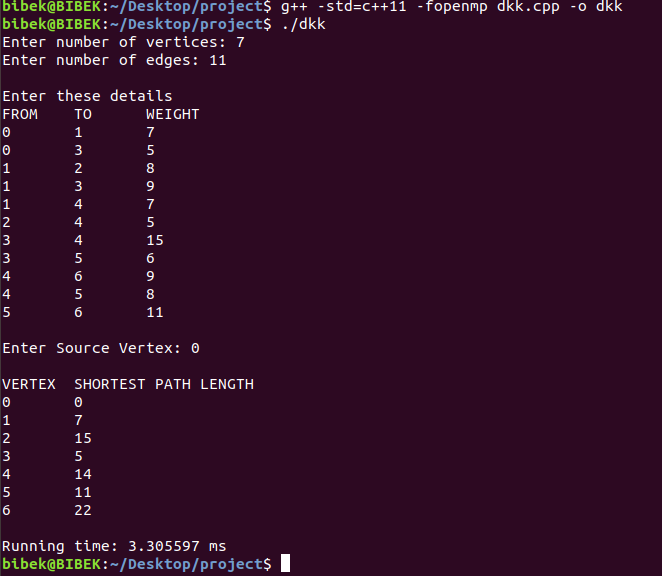 bibek@BIBEK:~/Desktop/project$ g++ -std=c++11 -fopenmp dkk.cpp -o dkk
bibek@BIBEK:~/Desktop/project$ ./dkk
Enter number of vertices: 7
Enter number of edges: 11

Enter these details
FROM    TO      WEIGHT
0       1       7
0       3       5
1       2       8
1       3       9
1       4       7
2       4       5
3       4       15
3       5       6
4       6       9
4       5       8
5       6       11

Enter Source Vertex: 0

VERTEX  SHORTEST PATH LENGTH
0       0
1       7
2       15
3       5
4       14
5       11
6       22

Running time: 3.305597 ms
bibek@BIBEK:~/Desktop/project$